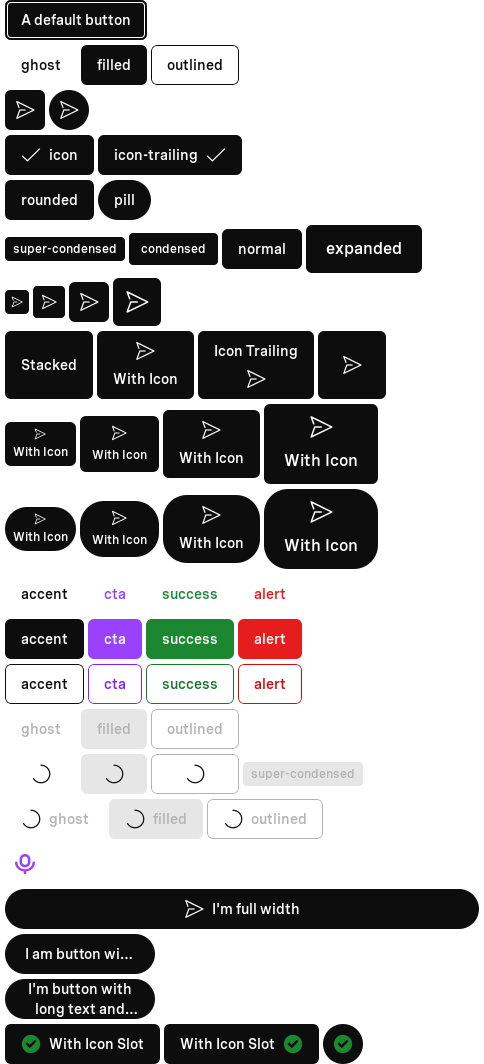 A default button
ghost filled outlined
icon icon-trailing
rounded pill
super-condensed condensed normal expanded
Stacked With Icon Icon Trailing
With Icon With Icon With Icon With Icon
With Icon With Icon With Icon With Icon
accent cta success alert
accent cta success alert
accent cta success alert
ghost filled outlined
super-condensed
ghost filled outlined
I'm full width
I am button wi...
I'm button with
long text and...
With Icon Slot With Icon Slot